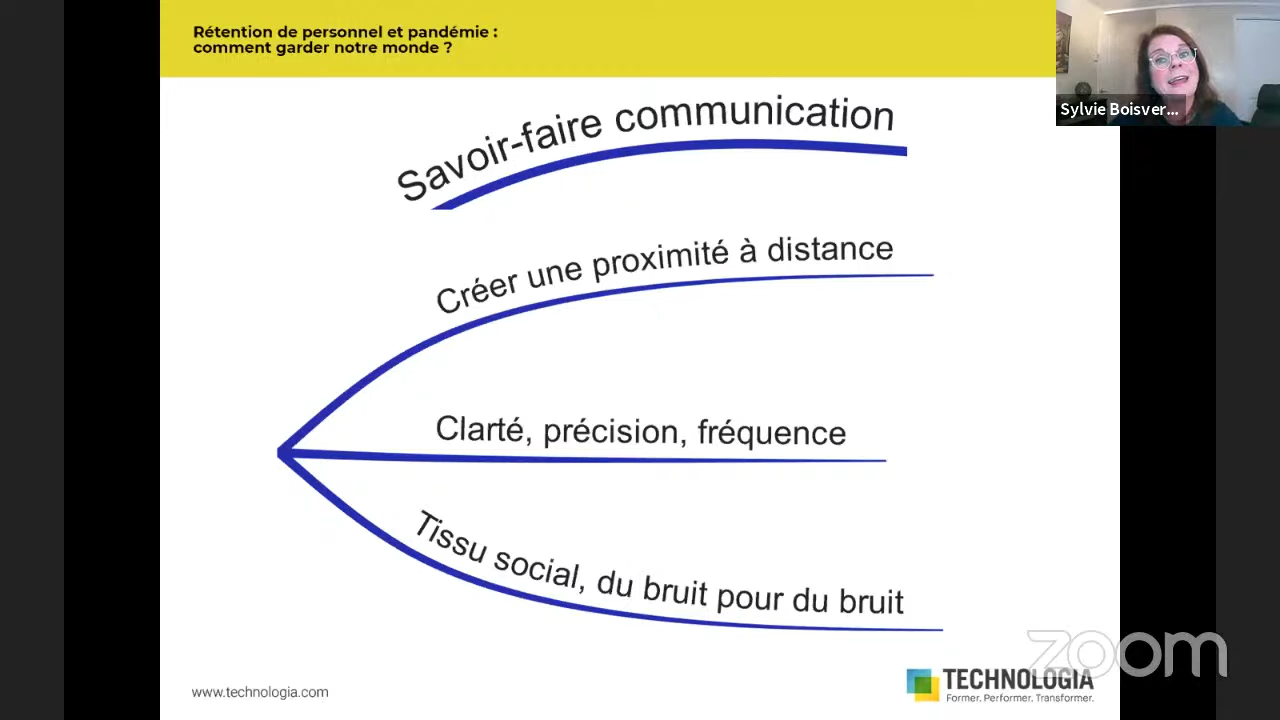 Rétention de personnel et pandémie :
comment garder notre monde ?
Sylvie Boisver...
Savoir-faire communication
Créer une proximité à distance
Clarté, précision, fréquence
Tissu social, du bruit pour du bruit
zoom
www.technologia.com
TECHNOLOGIA
Former. Performer. Transformer.